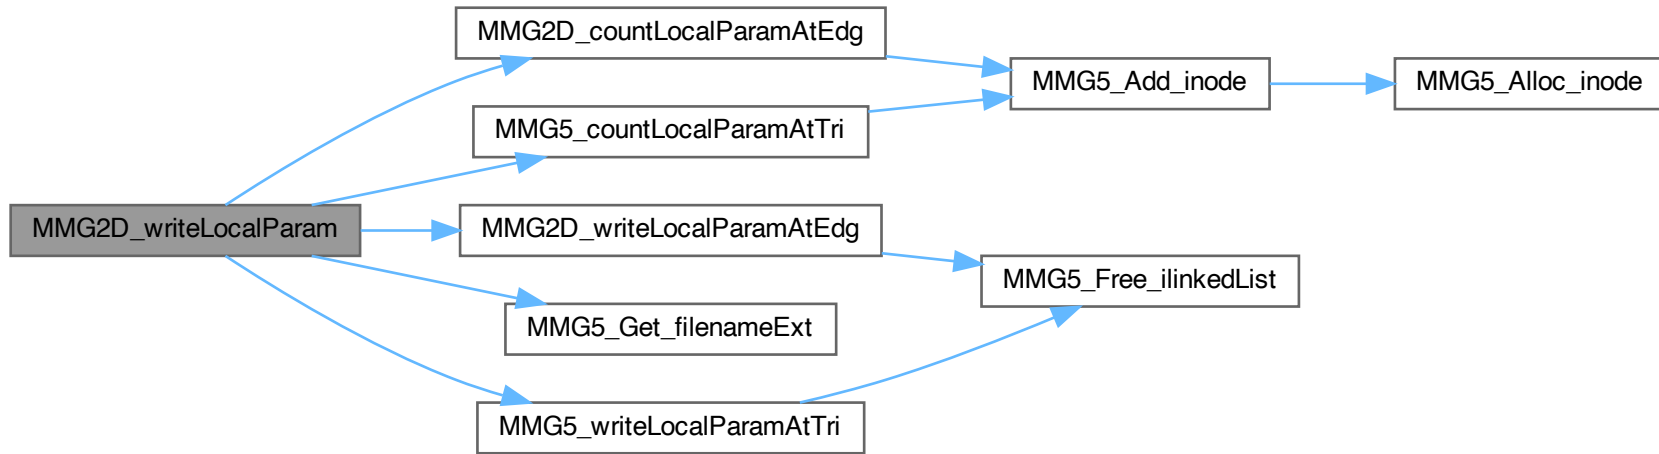 MMG2D_countLocalParamAtEdg
MMG5_Add_inode
MMG5_Alloc_inode
MMG5_countLocalParamAtTri
MMG2D_writeLocalParam
MMG2D_writeLocalParamAtEdg
MMG5_Free_ilinkedList
MMG5_Get_filenameExt
MMG5_writeLocalParamAtTri